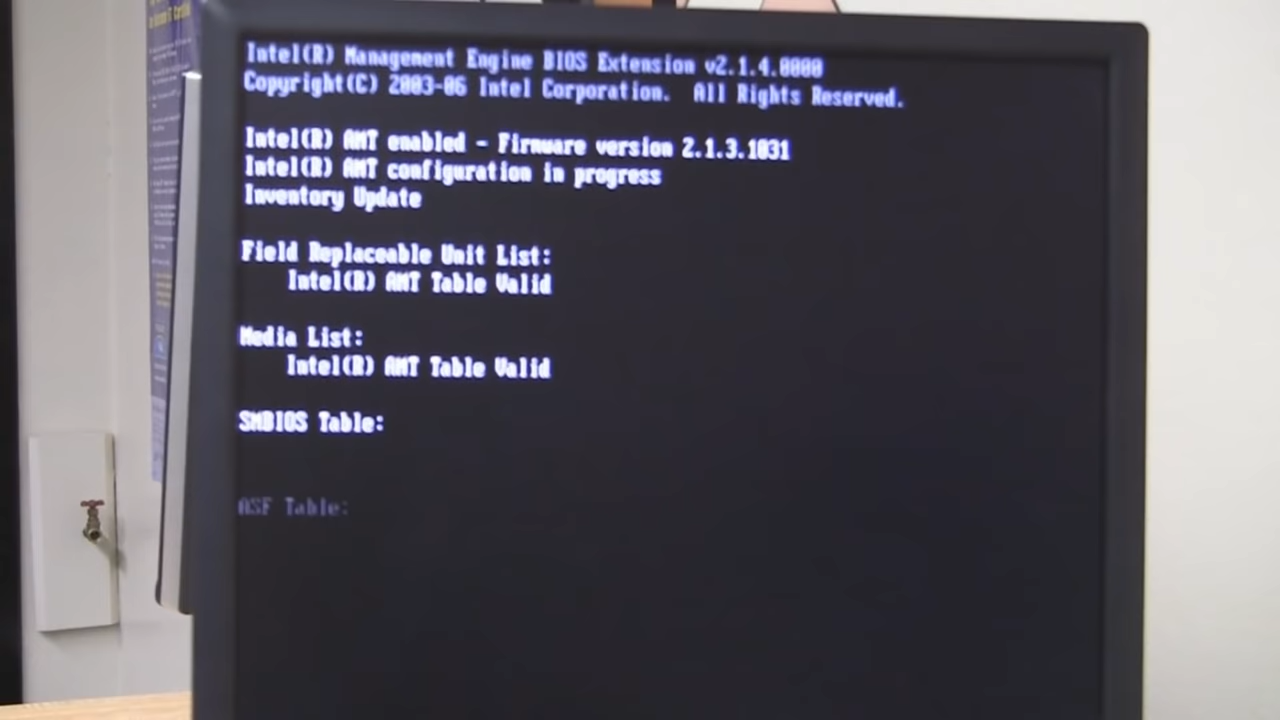 Intel(R) Management Engine BIOS Extension v2.1.4.0000
Copyright(C) 2003-06 Intel Corporation.  All Rights Reserved.
Intel(R) AMT enabled - Firmware version 2.1.3.1031
Intel(R) AMT configuration in progress
Inventory Update
Field Replaceable Unit List:
Intel(R) AMT Table Valid
Media List:
Intel(R) AMT Table Valid
SMBIOS Table:
ASF Table: